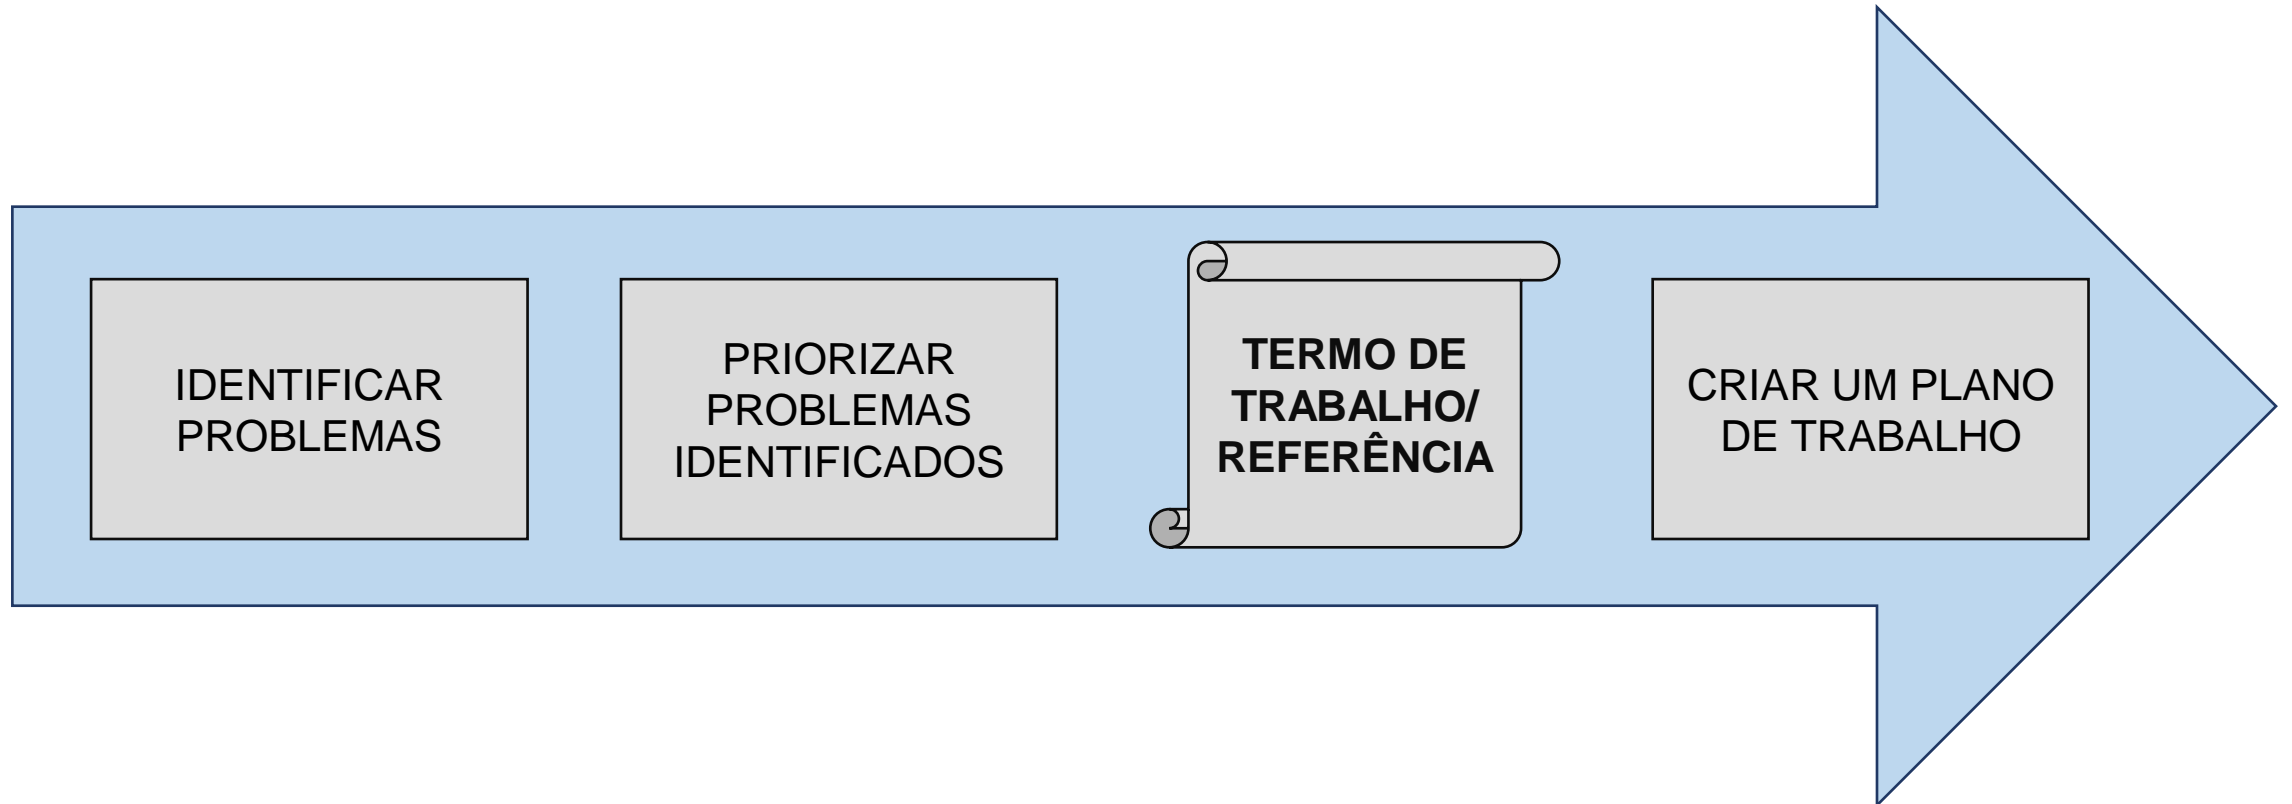 IDENTIFICAR
PROBLEMAS
PRIORIZAR
PROBLEMAS
IDENTIFICADOS
TERMO DE
TRABALHO/
REFERÊNCIA
CRIAR UM PLANO
DE TRABALHO